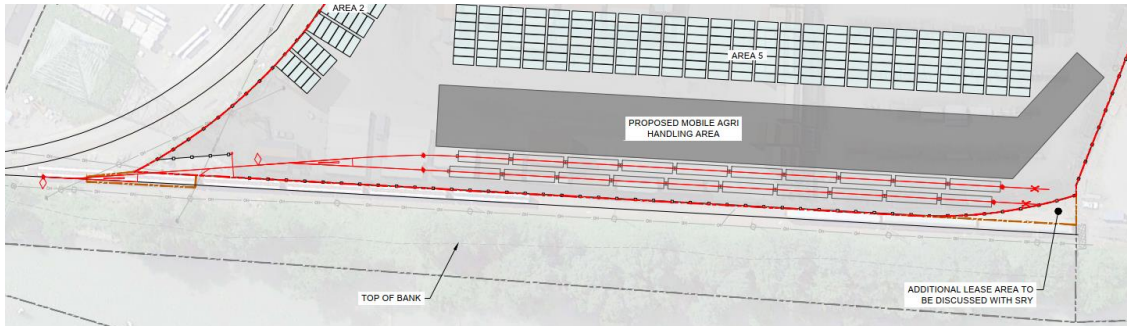 AREA 2
AREA 5
PROPOSED MOBILE AGRI
HANDLING AREA
TOP OF BANK
ADDITIONAL LEASE AREA TO
BE DISCUSSED WITH SRY